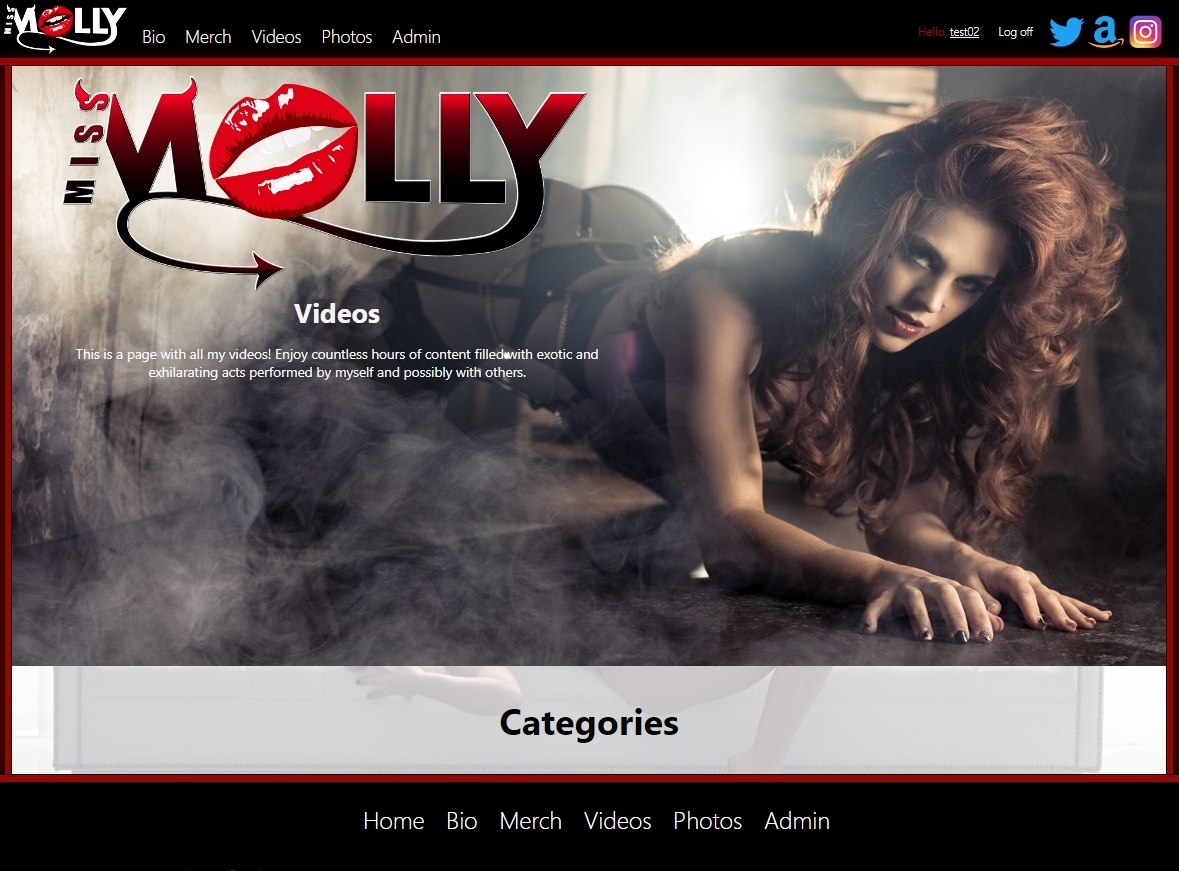 MISS MOLLY
Bio Merch Videos Photos Admin
Hello, test02! Log off
MISS MOLLY
Videos
This is a page with all my videos! Enjoy countless hours of content filled with exotic and
exhilarating acts performed by myself and possibly with others.
Categories
Home Bio Merch Videos Photos Admin